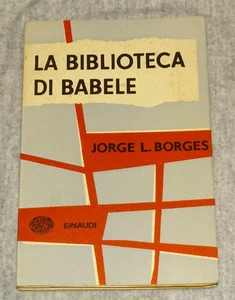 LA BIBLIOTECA
DI BABELE
JORGE L. BORGES
EINAUDI